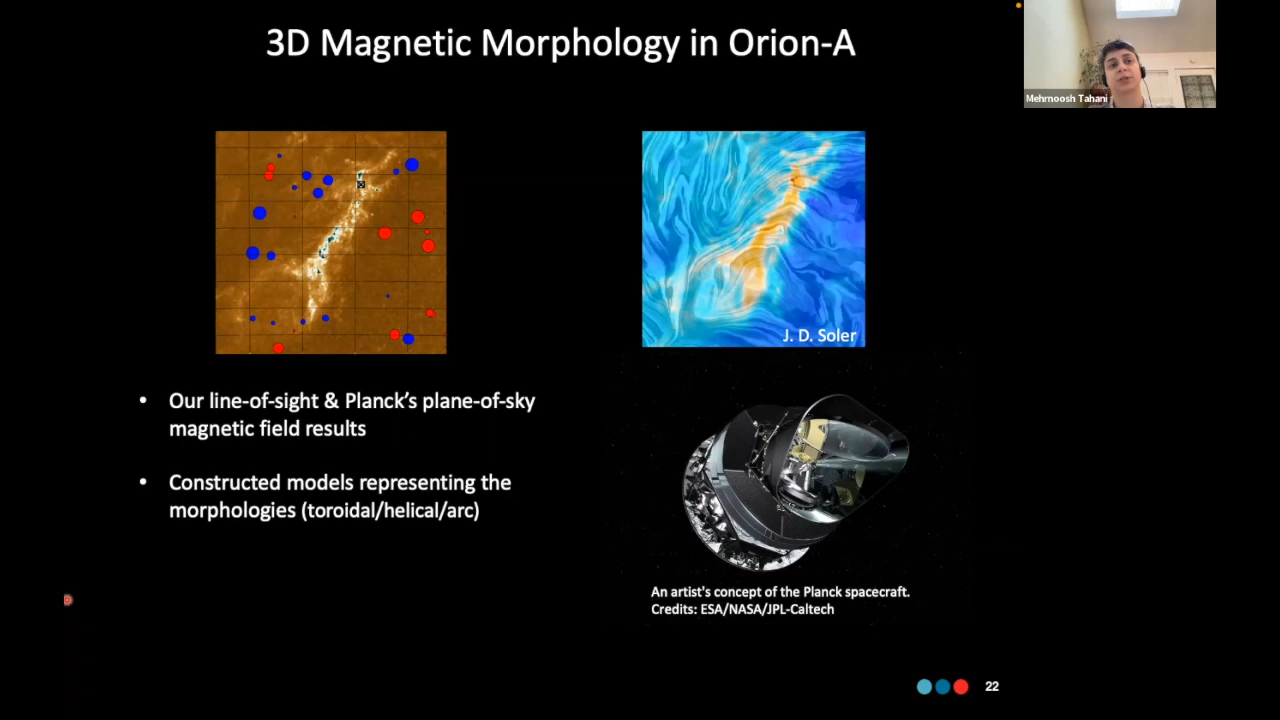 3D Magnetic Morphology in Orion-A
Mehrnoosh Tahani
J. D. Soler
• Our line-of-sight & Planck's plane-of-sky
magnetic field results
• Constructed models representing the
morphologies (toroidal/helical/arc)
An artist's concept of the Planck spacecraft.
Credits: ESA/NASA/JPL-Caltech
22